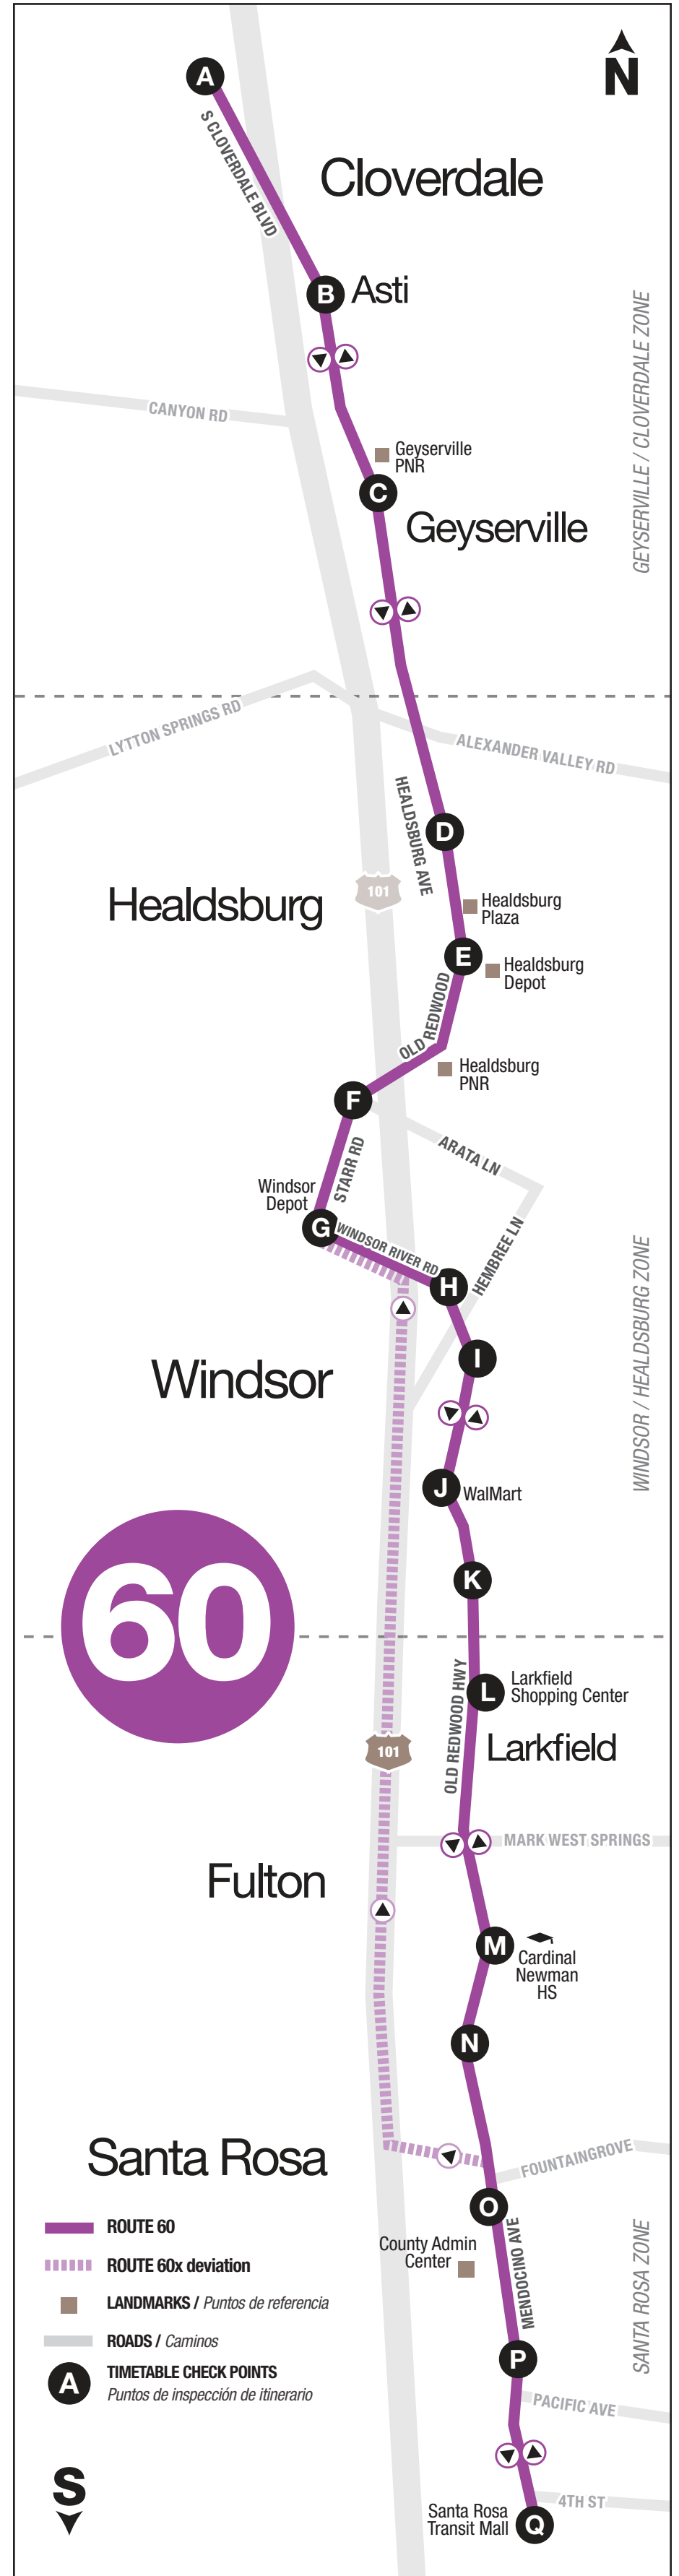 N
A
S CLOVERDALE BLVD
Cloverdale
B
Asti
CANYON RD
GEYSERVILLE / CLOVERDALE ZONE
Geyserville
PNR
C
Geyserville
LYTTON SPRINGS RD
ALEXANDER VALLEY RD
HEALDSBURG AVE
D
101
Healdsburg
Healdsburg
Plaza
E
Healdsburg
Depot
OLD REDWOOD
Healdsburg
PNR
F
ARATA LN
STARR RD
Windsor
Depot
G
WINDSOR RIVER RD
HEMBREE LN
H
WINDSOR / HEALDSBURG ZONE
I
Windsor
J
WalMart
60
K
OLD REDWOOD HWY
L
Larkfield
Shopping Center
101
Larkfield
MARK WEST SPRINGS
Fulton
M
Cardinal
Newman
HS
N
Santa Rosa
FOUNTAINGROVE
O
County Admin
Center
MENDOCINO AVE
SANTA ROSA ZONE
P
PACIFIC AVE
4TH ST
Santa Rosa
Transit Mall
Q
ROUTE 60
ROUTE 60x deviation
LANDMARKS / Puntos de referencia
ROADS / Caminos
A
TIMETABLE CHECK POINTS
Puntos de inspección de itinerario
S